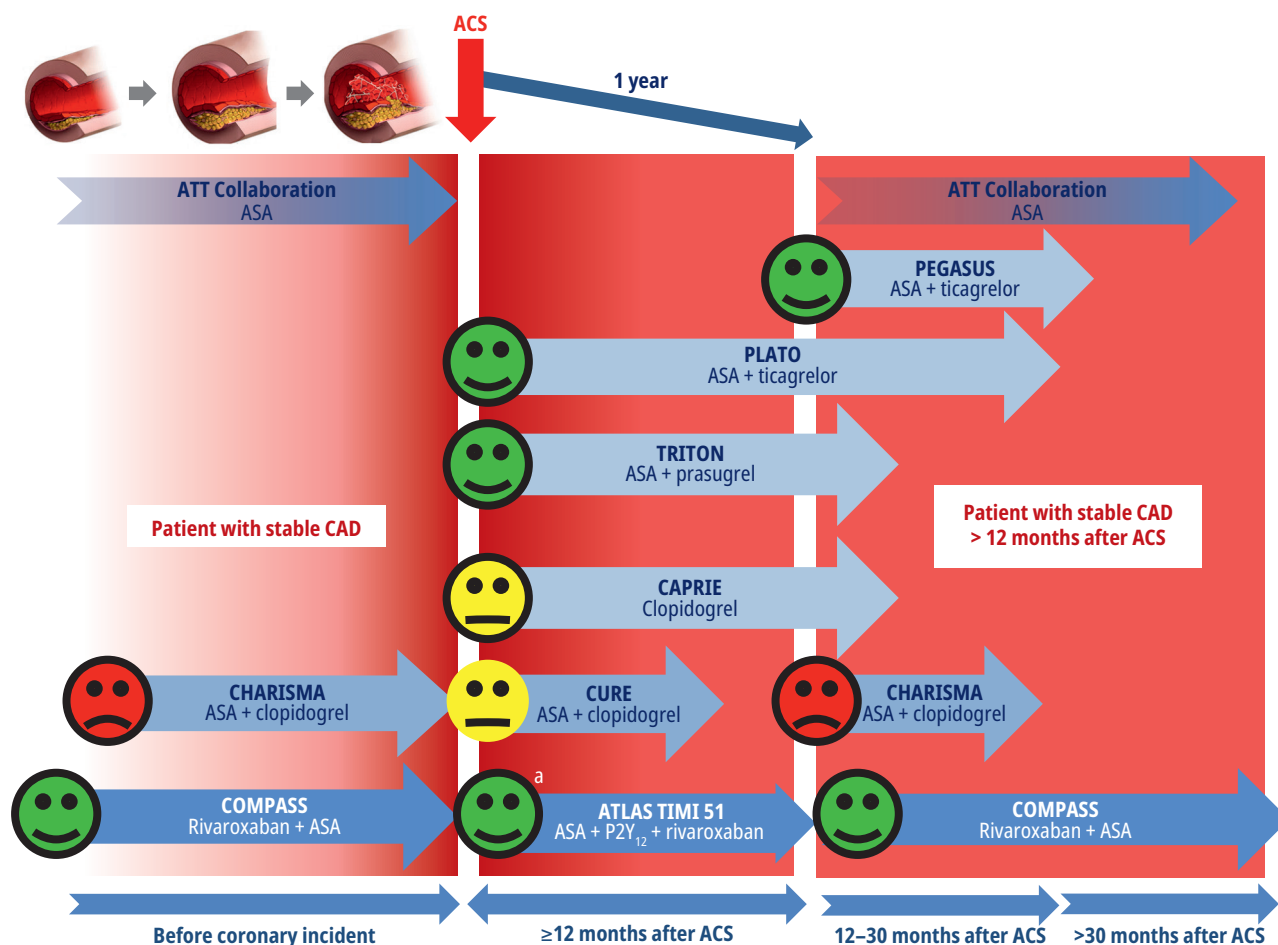 ACS
1 year
ATT Collaboration
ASA
ATT Collaboration
ASA
PEGASUS
ASA + ticagrelor
PLATO
ASA + ticagrelor
TRITON
ASA + prasugrel
Patient with stable CAD
Patient with stable CAD
> 12 months after ACS
CAPRIE
Clopidogrel
CHARISMA
ASA + clopidogrel
CURE
ASA + clopidogrel
CHARISMA
ASA + clopidogrel
COMPASS
Rivaroxaban + ASA
a
ATLAS TIMI 51
ASA + P2Y₁₂ + rivaroxaban
COMPASS
Rivaroxaban + ASA
Before coronary incident
≥12 months after ACS
12–30 months after ACS
>30 months after ACS